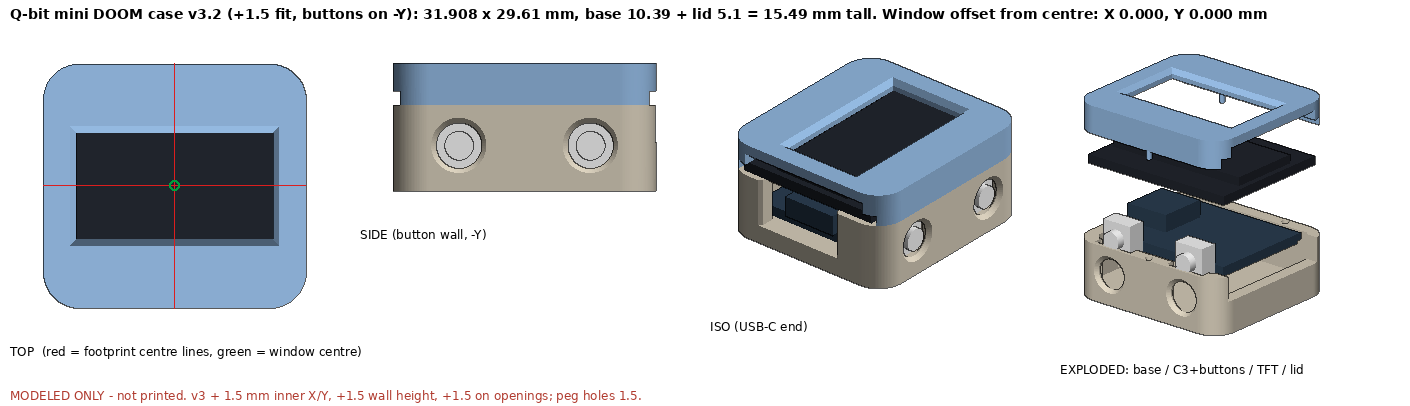 Q-bit mini DOOM case v3.2 (+1.5 fit, buttons on -Y): 31.908 x 29.61 mm, base 10.39 + lid 5.1 = 15.49 mm tall. Window offset from centre: X 0.000, Y 0.000 mm
SIDE (button wall, -Y)
ISO (USB-C end)
TOP  (red = footprint centre lines, green = window centre)
EXPLODED: base / C3+buttons / TFT / lid
MODELED ONLY - not printed. v3 + 1.5 mm inner X/Y, +1.5 wall height, +1.5 on openings; peg holes 1.5.